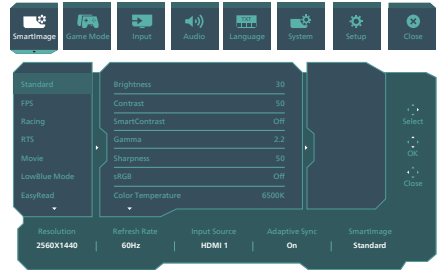 TXT
SmartImage Game Mode Input Audio Language System Setup Close
Standard Brightness 30
FPS Contrast 50
Racing SmartContrast Off
RTS Gamma 2.2
Movie Sharpness 50
LowBlue Mode sRGB Off
EasyRead Color Temperature 6500K
Select
OK
Close
Resolution Refresh Rate Input Source Adaptive Sync SmartImage
2560X1440 | 60Hz | HDMI 1 | On | Standard